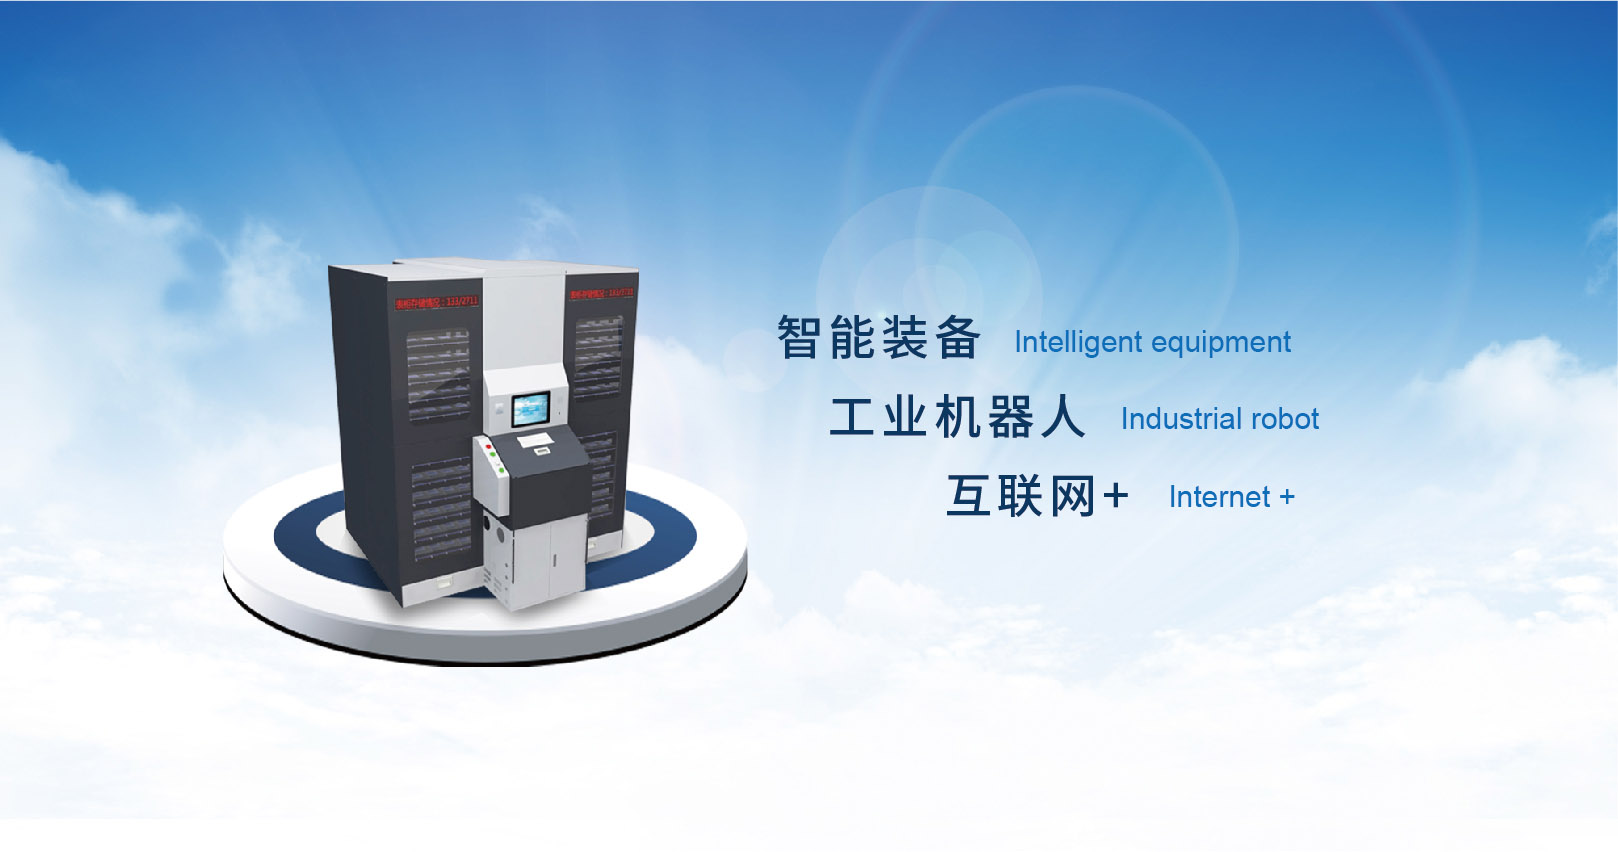 智能装备 Intelligent equipment
工业机器人 Industrial robot
互联网+ Internet +